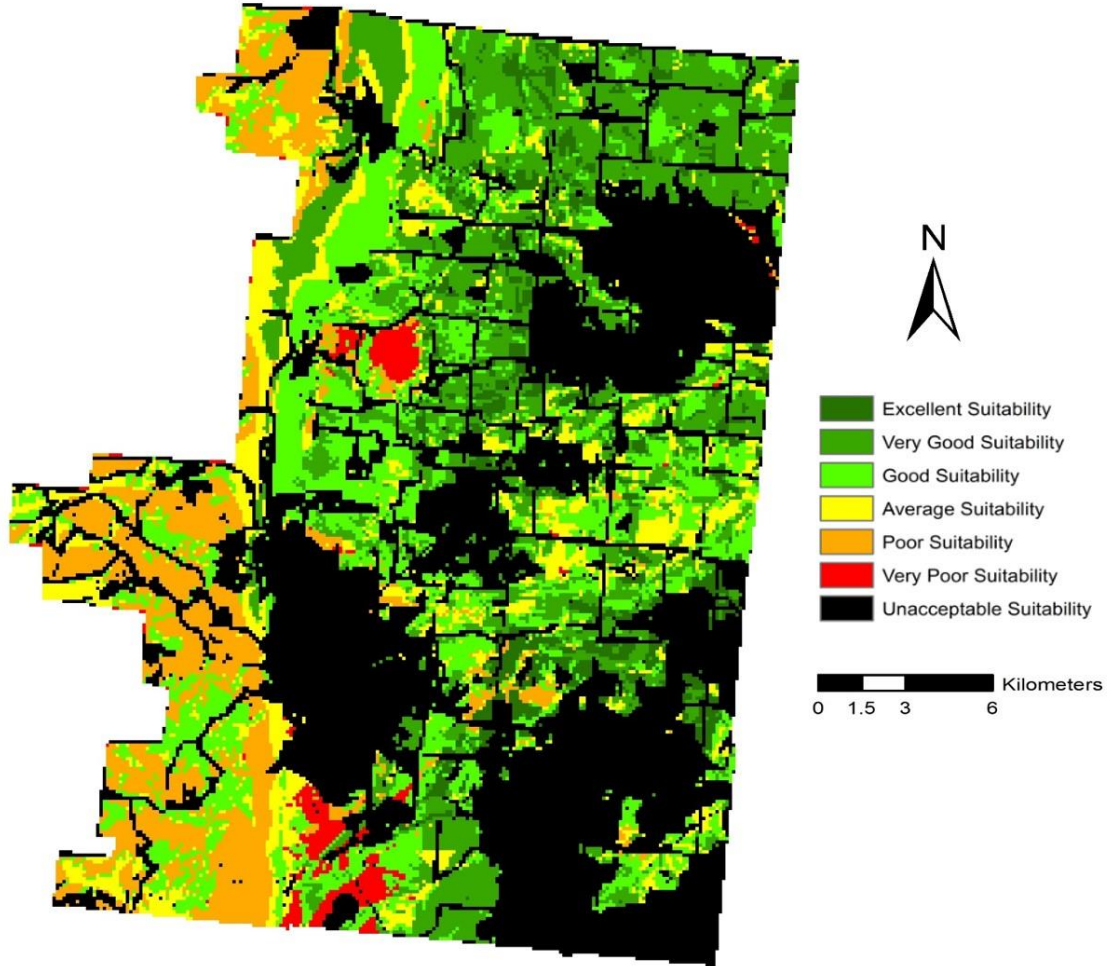 N
Excellent Suitability
Very Good Suitability
Good Suitability
Average Suitability
Poor Suitability
Very Poor Suitability
Unacceptable Suitability
Kilometers
0 1.5 3 6